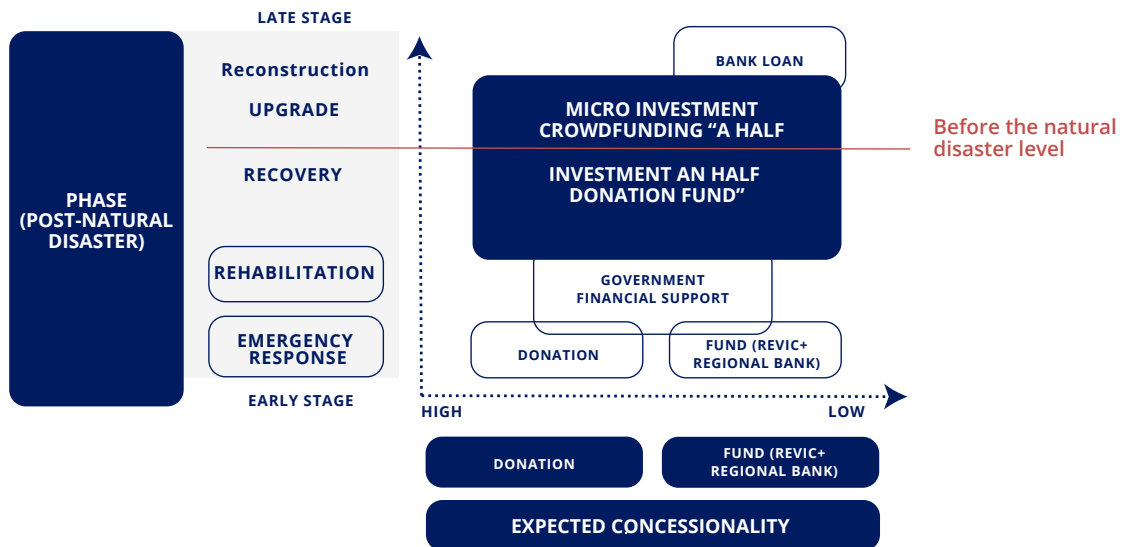 LATE STAGE
Reconstruction
UPGRADE
RECOVERY
REHABILITATION
EMERGENCY
RESPONSE
EARLY STAGE
PHASE
(POST-NATURAL
DISASTER)
BANK LOAN
MICRO INVESTMENT
CROWDFUNDING “A HALF
INVESTMENT AN HALF
DONATION FUND”
Before the natural
disaster level
GOVERNMENT
FINANCIAL SUPPORT
DONATION
FUND (REVIC+
REGIONAL BANK)
HIGH
LOW
DONATION
FUND (REVIC+
REGIONAL BANK)
EXPECTED CONCESSIONALITY